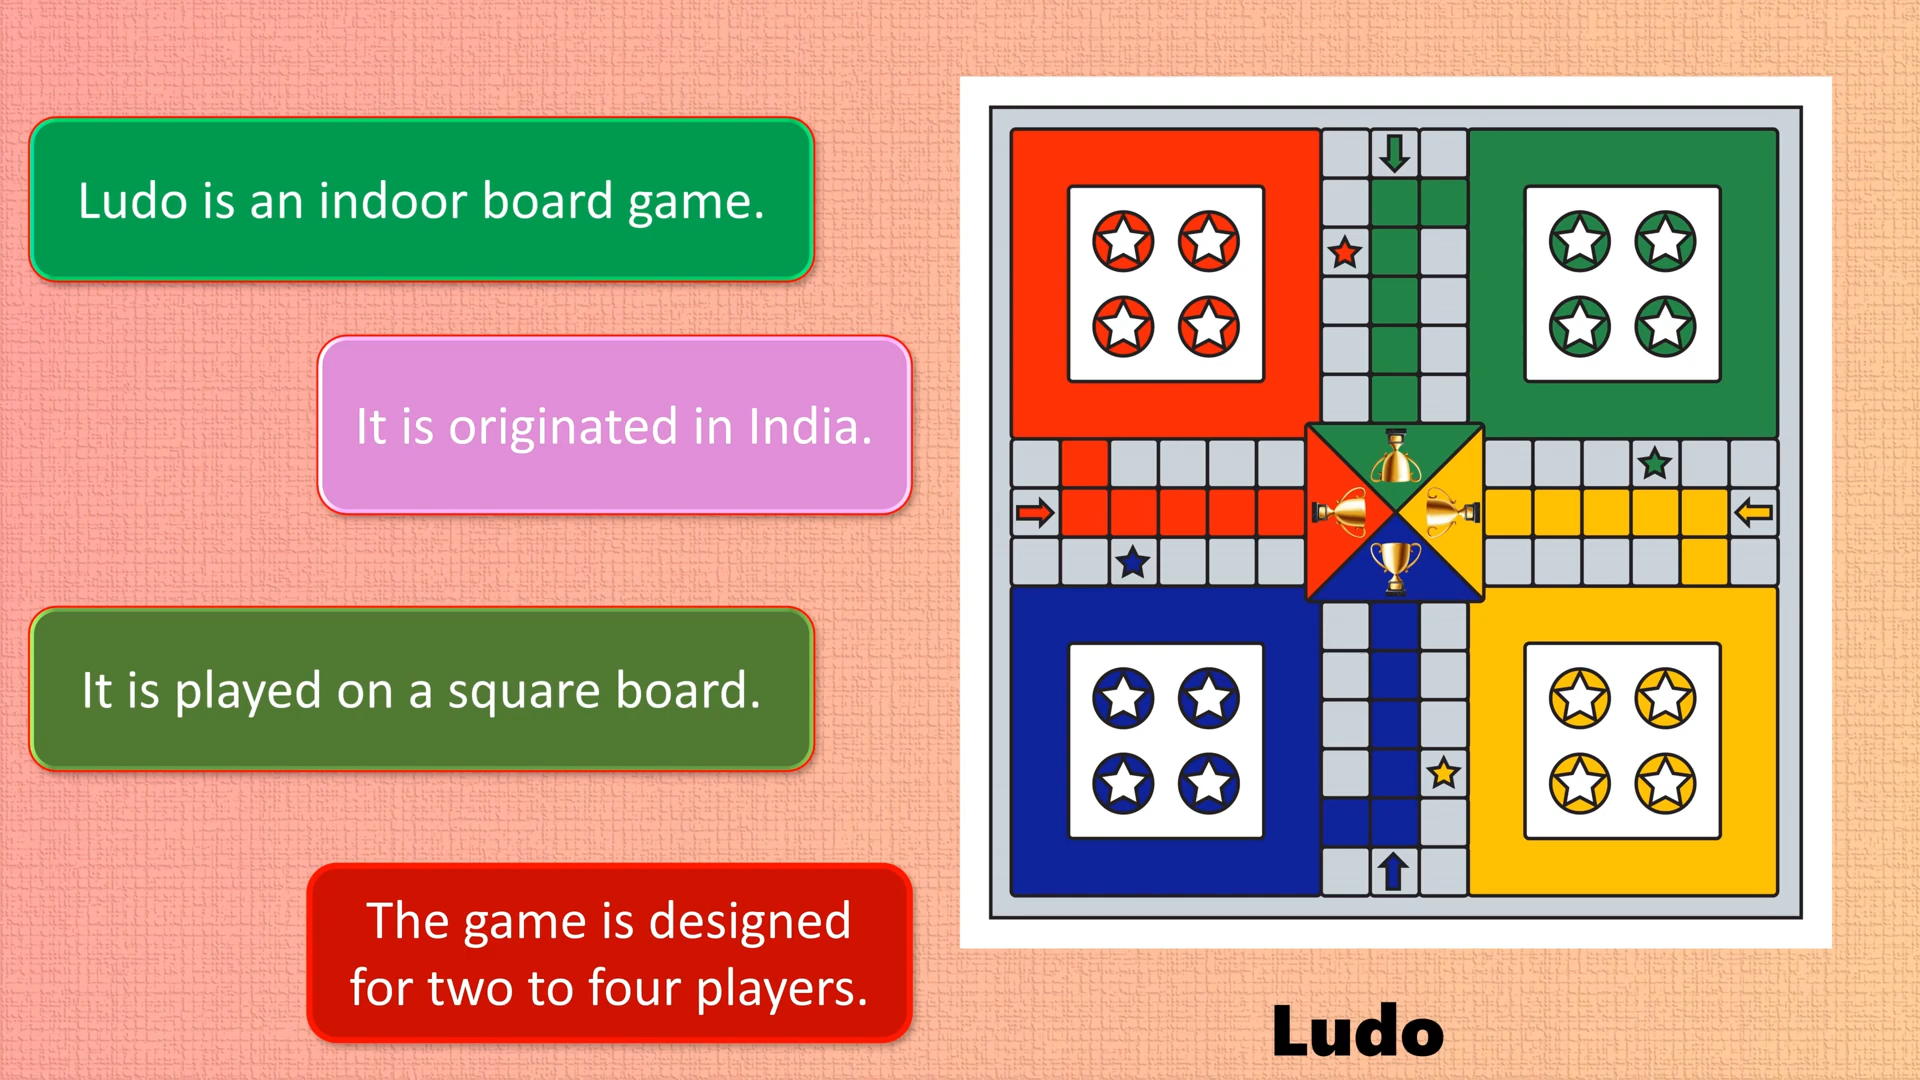 Ludo is an indoor board game.
It is originated in India.
It is played on a square board.
The game is designed
for two to four players.
Ludo